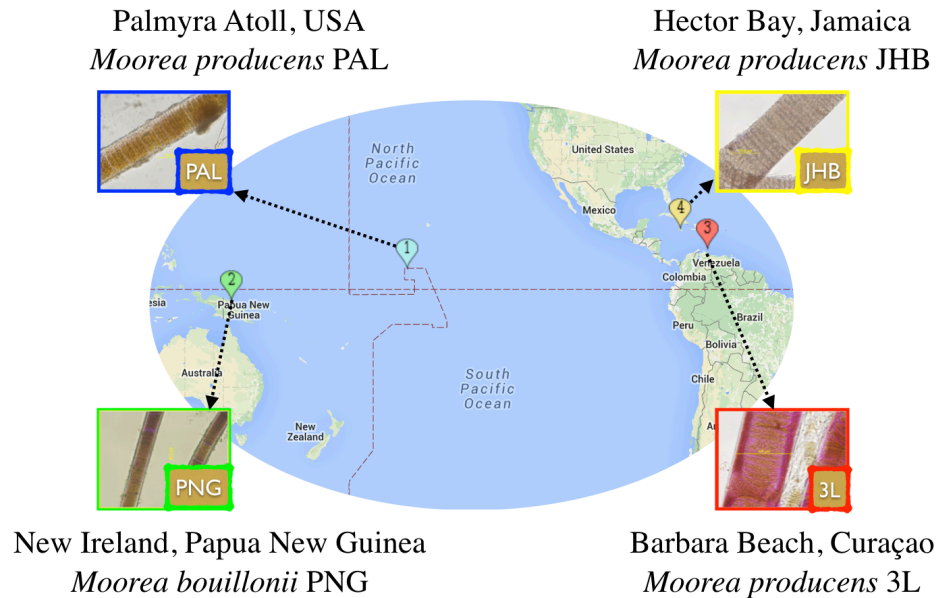 Palmyra Atoll, USA
Moorea producens PAL
Hector Bay, Jamaica
Moorea producens JHB
PAL
JHB
North
Pacific
Ocean
United States
Mexico
4
3
1
2
Venezuela
Colombia
esia
Papua New
Guinea
Peru
Brazil
Bolivia
Australia
South
Pacific
Ocean
Chile
New
Zealand
Ar
PNG
3L
New Ireland, Papua New Guinea
Moorea bouillonii PNG
Barbara Beach, Curaçao
Moorea producens 3L